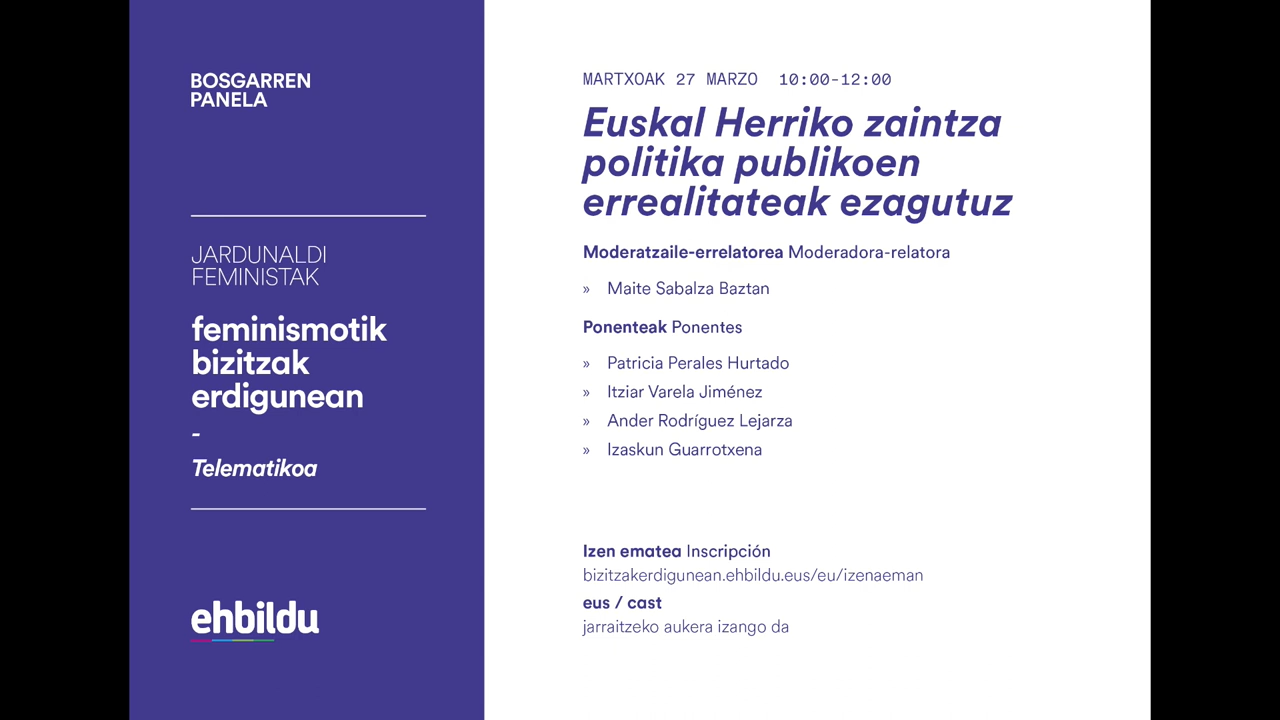 BOSGARREN
PANELA
JARDUNALDI
FEMINISTAK
feminismotik
bizitzak
erdigunean
-
Telematikoa
ehbildu
MARTXOAK 27 MARZO 10:00-12:00
Euskal Herriko zaintza
politika publikoen
errealitateak ezagutuz
Moderatzaile-errelatorea Moderadora-relatora
» Maite Sabalza Baztan
Ponenteak Ponentes
» Patricia Perales Hurtado
» Itziar Varela Jiménez
» Ander Rodríguez Lejarza
» Izaskun Guarrotxena
Izen ematea Inscripción
bizitzakerdigunean.ehbildu.eus/eu/izenaeman
eus / cast
jarraitzeko aukera izango da